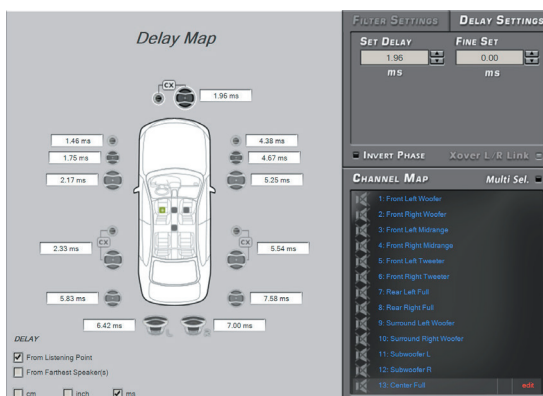 Delay Map
CX
1.96 ms
1.46 ms
4.38 ms
1.75 ms
4.67 ms
2.17 ms
5.25 ms
CX
CX
2.33 ms
5.54 ms
5.83 ms
7.58 ms
6.42 ms
L
R
7.00 ms
DELAY
From Listening Point
From Farthest Speaker(s)
cm
inch
ms
Filter Settings
Delay Settings
Set Delay
Fine Set
1.96
0.00
ms
ms
Invert Phase
Xover L/R Link
Channel Map
Multi Sel.
1: Front Left Woofer
2: Front Right Woofer
3: Front Left Midrange
4: Front Right Midrange
5: Front Left Tweeter
6: Front Right Tweeter
7: Rear Left Full
8: Rear Right Full
9: Surround Left Woofer
10: Surround Right Woofer
11: Subwoofer L
12: Subwoofer R
13: Center Full
edit